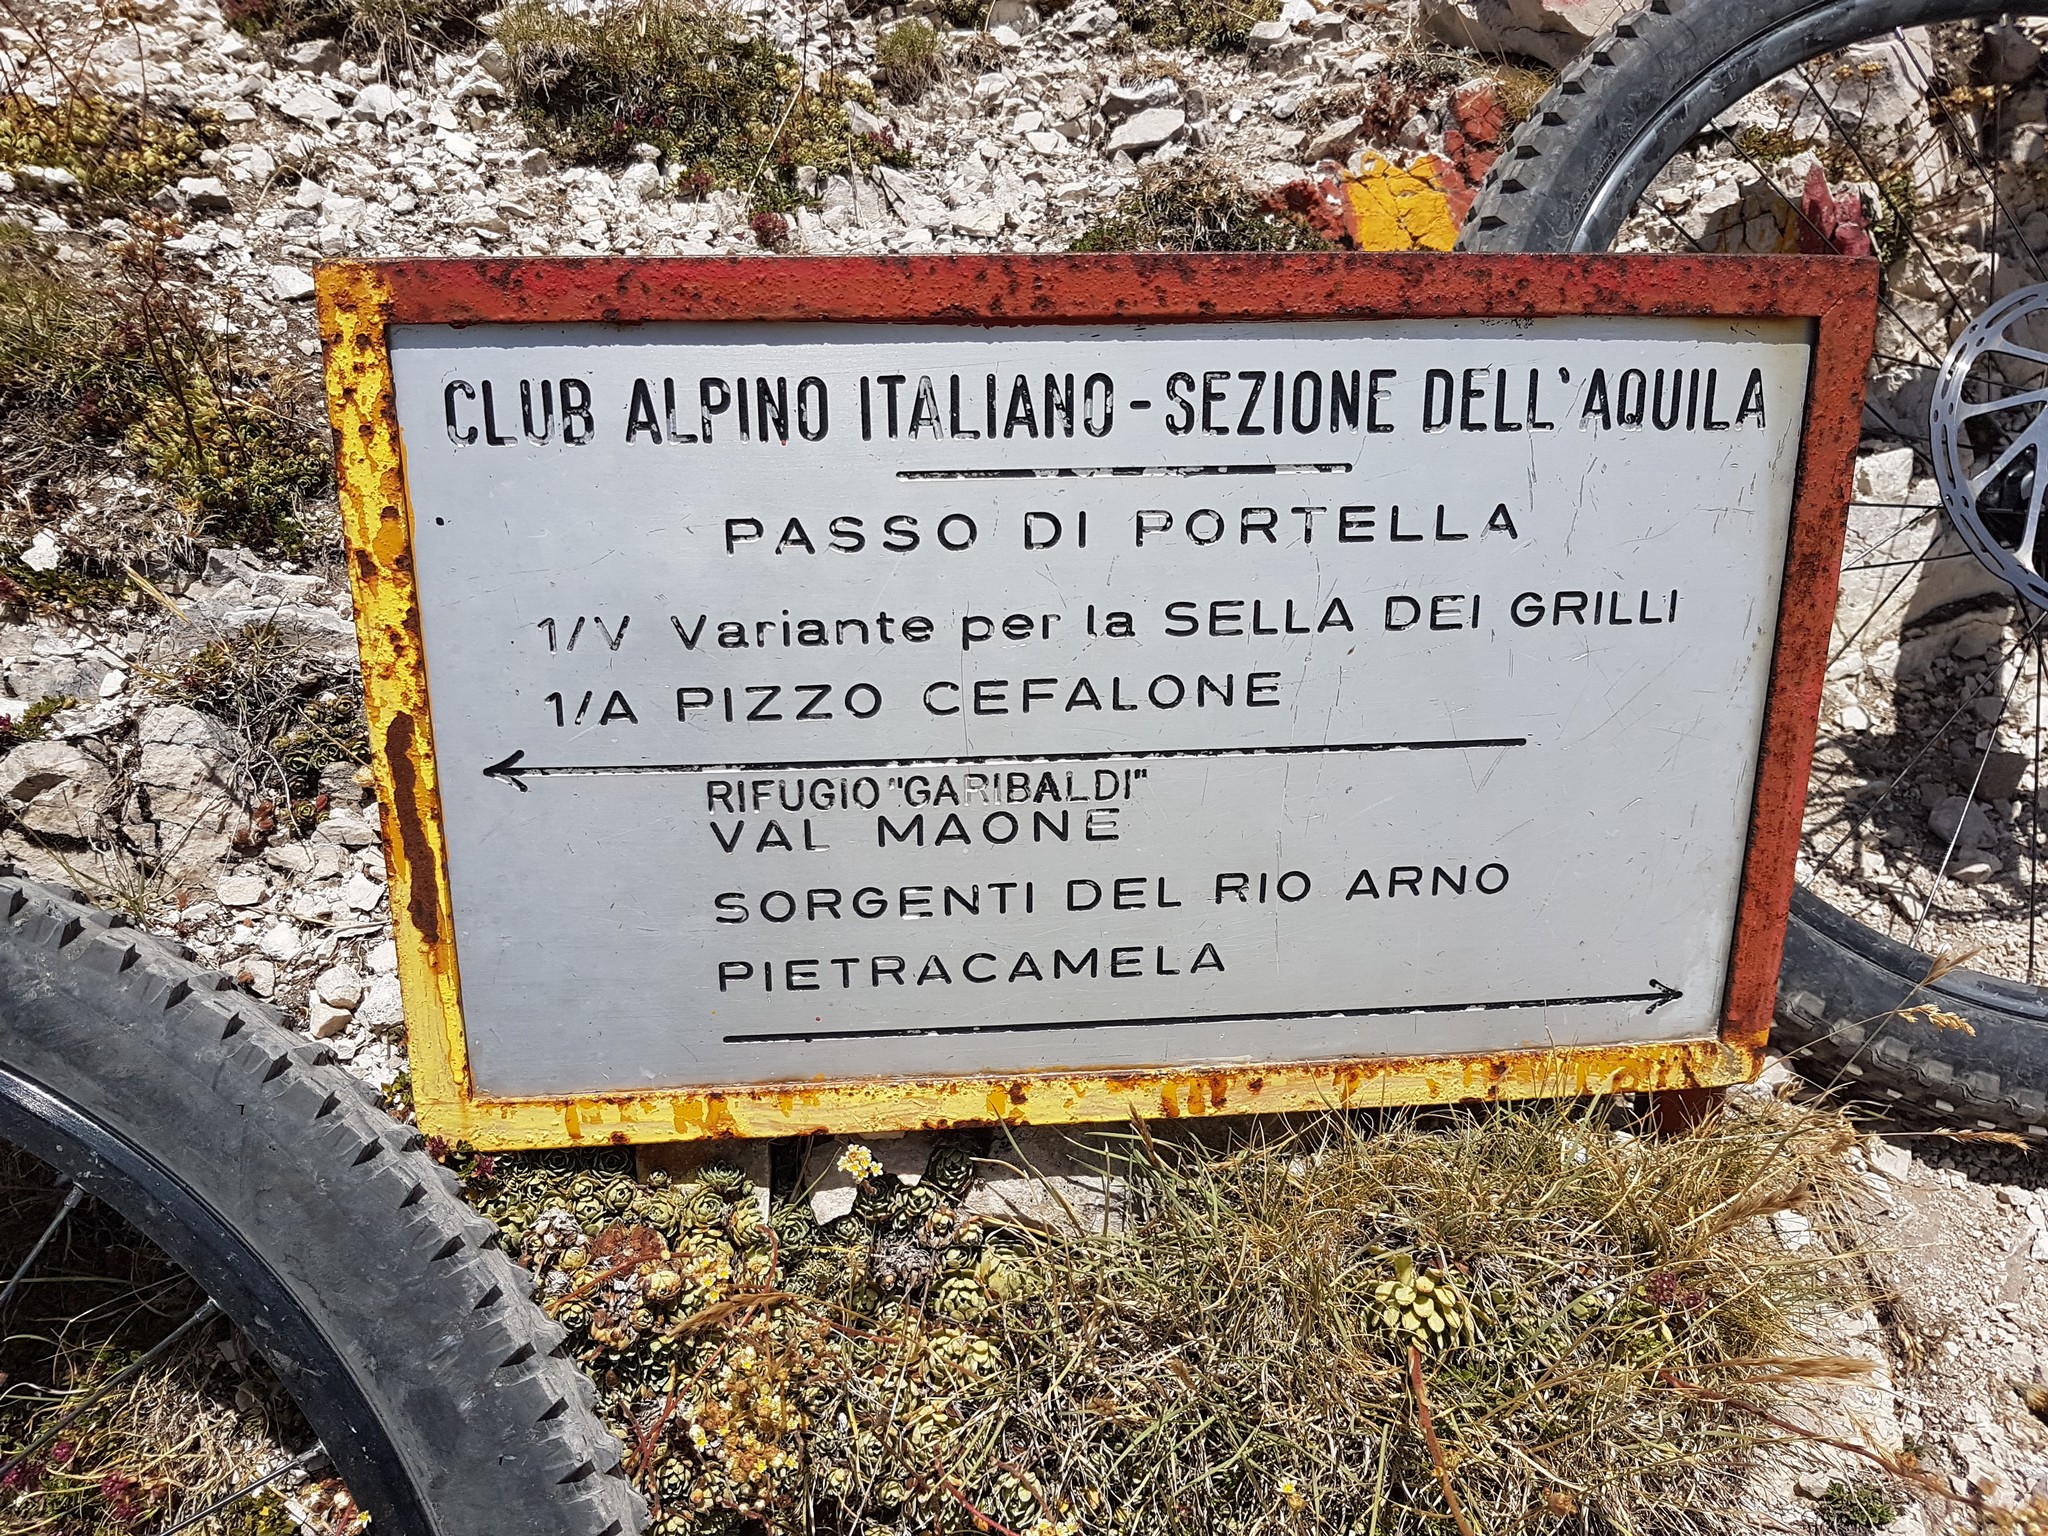 CLUB ALPINO ITALIANO - SEZIONE DELL'AQUILA
PASSO DI PORTELLA
1/V Variante per la SELLA DEI GRILLI
1/A PIZZO CEFALONE
RIFUGIO "GARIBALDI"
VAL MAONE
SORGENTI DEL RIO ARNO
PIETRACAMELA